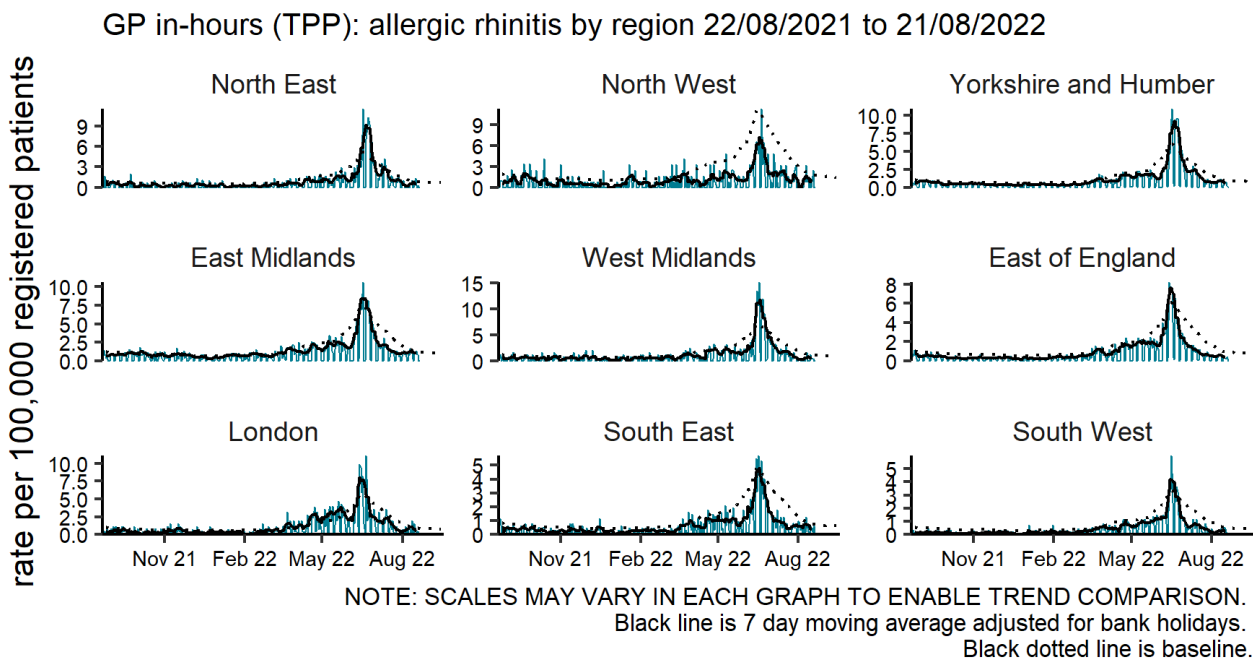 GP in-hours (TPP): allergic rhinitis by region 22/08/2021 to 21/08/2022
rate per 100,000 registered patients
North East
9
6
3
0
North West
9
6
3
0
Yorkshire and Humber
10.0
7.5
5.0
2.5
0.0
East Midlands
10.0
7.5
5.0
2.5
0.0
West Midlands
15
10
5
0
East of England
8
6
4
2
0
London
10.0
7.5
5.0
2.5
0.0
South East
5
4
3
2
1
0
South West
5
4
3
2
1
0
Nov 21 Feb 22 May 22 Aug 22
Nov 21 Feb 22 May 22 Aug 22
Nov 21 Feb 22 May 22 Aug 22
NOTE: SCALES MAY VARY IN EACH GRAPH TO ENABLE TREND COMPARISON.
Black line is 7 day moving average adjusted for bank holidays.
Black dotted line is baseline.